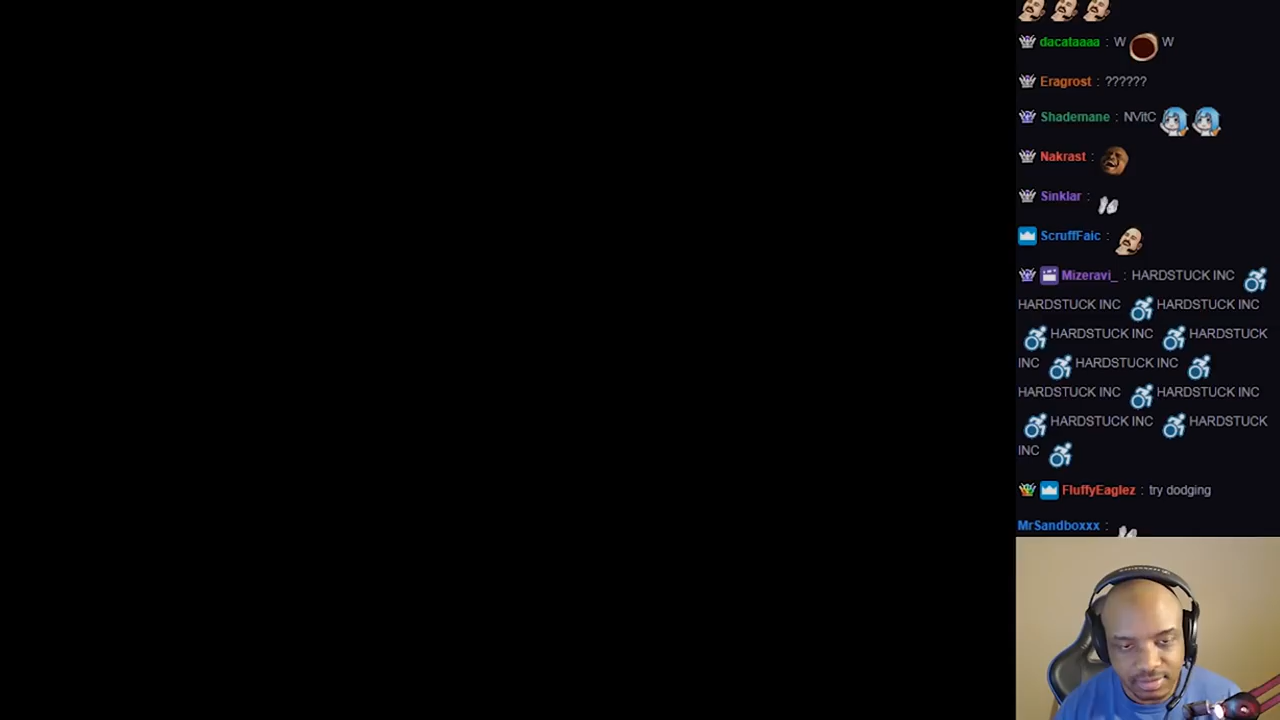 dacataaaa : W W
Eragrost : ??????
Shademane : NVitC
Nakrast :
Sinklar :
ScruffFaic :
Mizeravi_ : HARDSTUCK INC
HARDSTUCK INC HARDSTUCK INC
HARDSTUCK INC HARDSTUCK
INC HARDSTUCK INC
HARDSTUCK INC HARDSTUCK INC
HARDSTUCK INC HARDSTUCK
INC
FluffyEaglez : try dodging
MrSandboxxx :